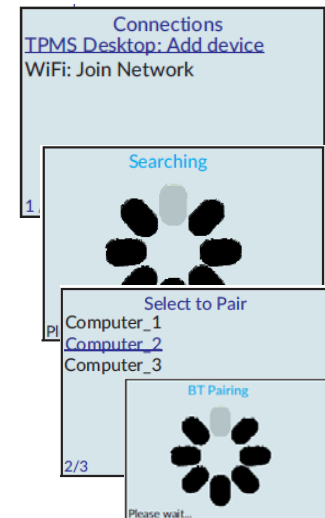 Connections
TPMS Desktop: Add device
WiFi: Join Network
1
Searching
Pl
Select to Pair
Computer_1
Computer_2
Computer_3
2/3
BT Pairing
Please wait...